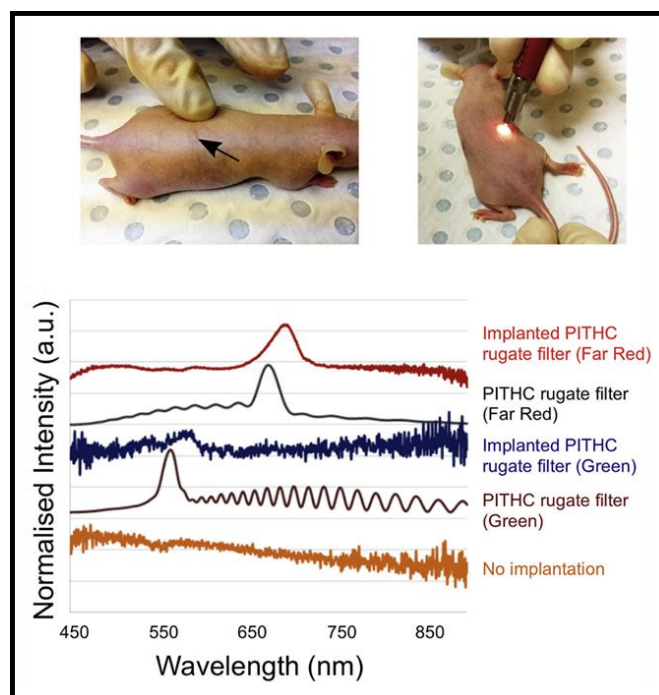 Normalised Intensity (a.u.)
Implanted PITHC
rugate filter (Far Red)
PITHC rugate filter
(Far Red)
Implanted PITHC
rugate filter (Green)
PITHC rugate filter
(Green)
No implantation
450 550 650 750 850
Wavelength (nm)